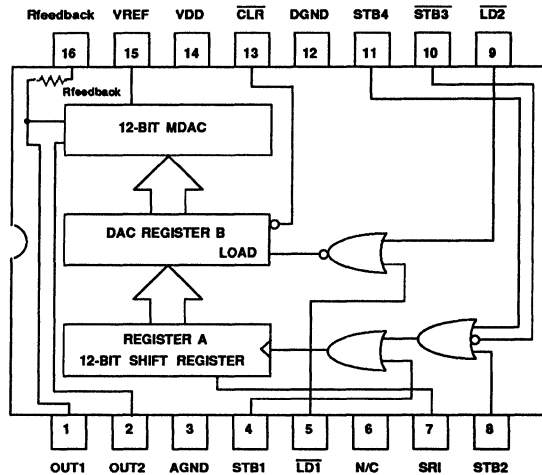 Rfeedback VREF VDD CLR DGND STB4 STB3 LD2
16 15 14 13 12 11 10 9
Rfeedback
12-BIT MDAC
DAC REGISTER B
LOAD
REGISTER A
12-BIT SHIFT REGISTER
1 2 3 4 5 6 7 8
OUT1 OUT2 AGND STB1 LD1 N/C SRI STB2